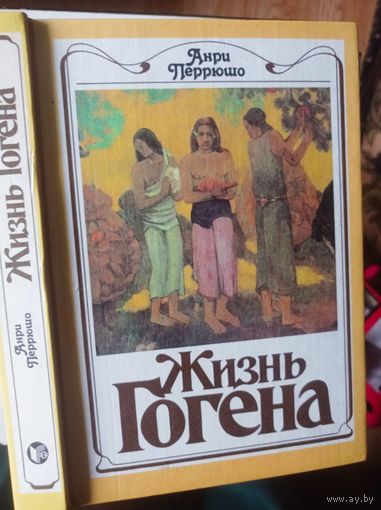 Анри
Перрюшо
Жизнь
Гогена
Жизнь Гогена
Анри
Перрюшо
www.ay.by